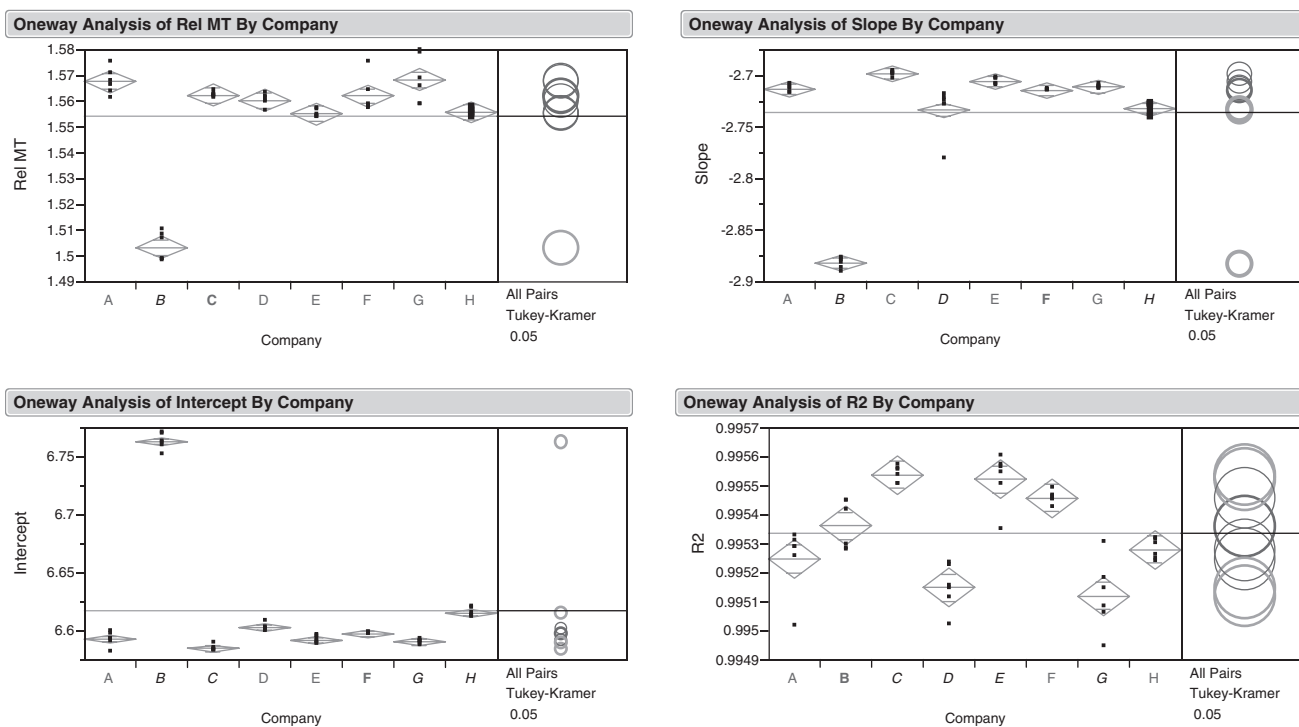 Oneway Analysis of Rel MT By Company
Rel MT
1.58
1.57
1.56
1.55
1.54
1.53
1.52
1.51
1.5
1.49
A B C D E F G H
Company
All Pairs
Tukey-Kramer
0.05
Oneway Analysis of Slope By Company
Slope
-2.7
-2.75
-2.8
-2.85
-2.9
A B C D E F G H
Company
All Pairs
Tukey-Kramer
0.05
Oneway Analysis of Intercept By Company
Intercept
6.75
6.7
6.65
6.6
A B C D E F G H
Company
All Pairs
Tukey-Kramer
0.05
Oneway Analysis of R2 By Company
R2
0.9957
0.9956
0.9955
0.9954
0.9953
0.9952
0.9951
0.995
0.9949
A B C D E F G H
Company
All Pairs
Tukey-Kramer
0.05